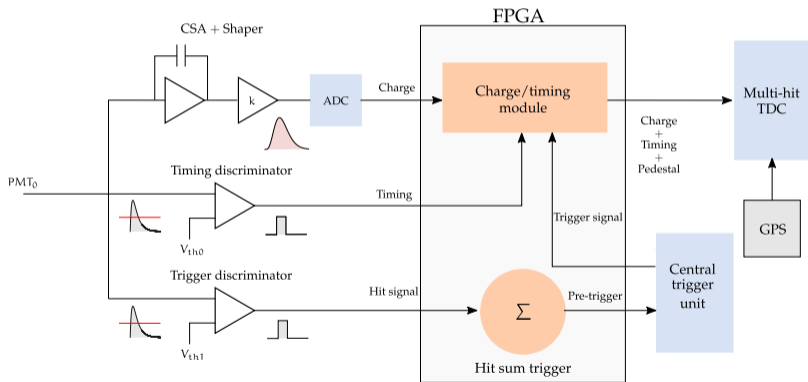 FPGA
CSA + Shaper
k
ADC
Charge
Charge/timing
module
Multi-hit
TDC
Charge
+
Timing
+
Pedestal
Timing discriminator
PMT0
Timing
Vth0
Trigger signal
GPS
Trigger discriminator
Hit signal
Σ
Pre-trigger
Central
trigger
unit
Vth1
Hit sum trigger